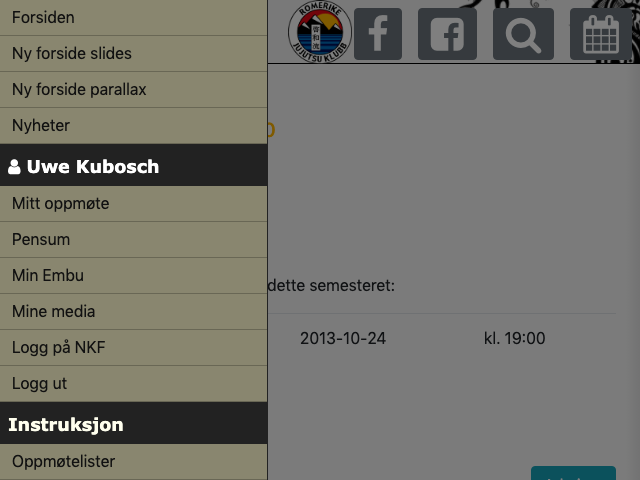 Forsiden
Ny forside slides
Ny forside parallax
Nyheter
Uwe Kubosch
Mitt oppmøte
Pensum
Min Embu
Mine media
Logg på NKF
Logg ut
Instruksjon
Oppmøtelister
ROMERIKE
JUJUTSU KLUBB
dette semesteret:
2013-10-24 kl. 19:00